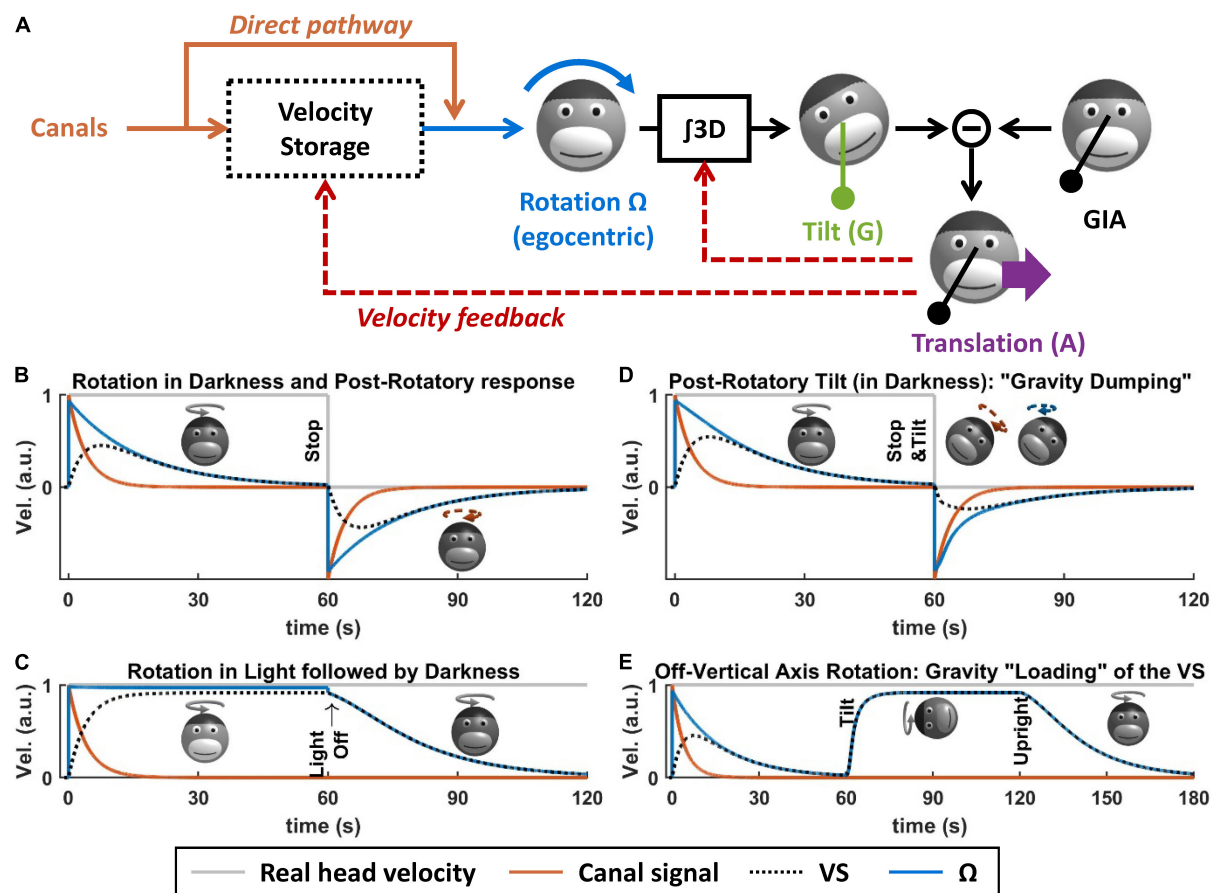 A
Direct pathway
Canals
Velocity
Storage
∫3D
Rotation Ω
(egocentric)
Tilt (G)
GIA
Velocity feedback
Translation (A)
B
Rotation in Darkness and Post-Rotatory response
Vel. (a.u.)
1
0
Stop
0 30 60 90 120
time (s)
D
Post-Rotatory Tilt (in Darkness): "Gravity Dumping"
Vel. (a.u.)
1
0
Stop
&Tilt
0 30 60 90 120
time (s)
C
Rotation in Light followed by Darkness
Vel. (a.u.)
1
0
Light
Off
0 30 60 90 120
time (s)
E
Off-Vertical Axis Rotation: Gravity "Loading" of the VS
Vel. (a.u.)
1
0
Tilt
Upright
0 30 60 90 120 150 180
time (s)
Real head velocity Canal signal VS Ω